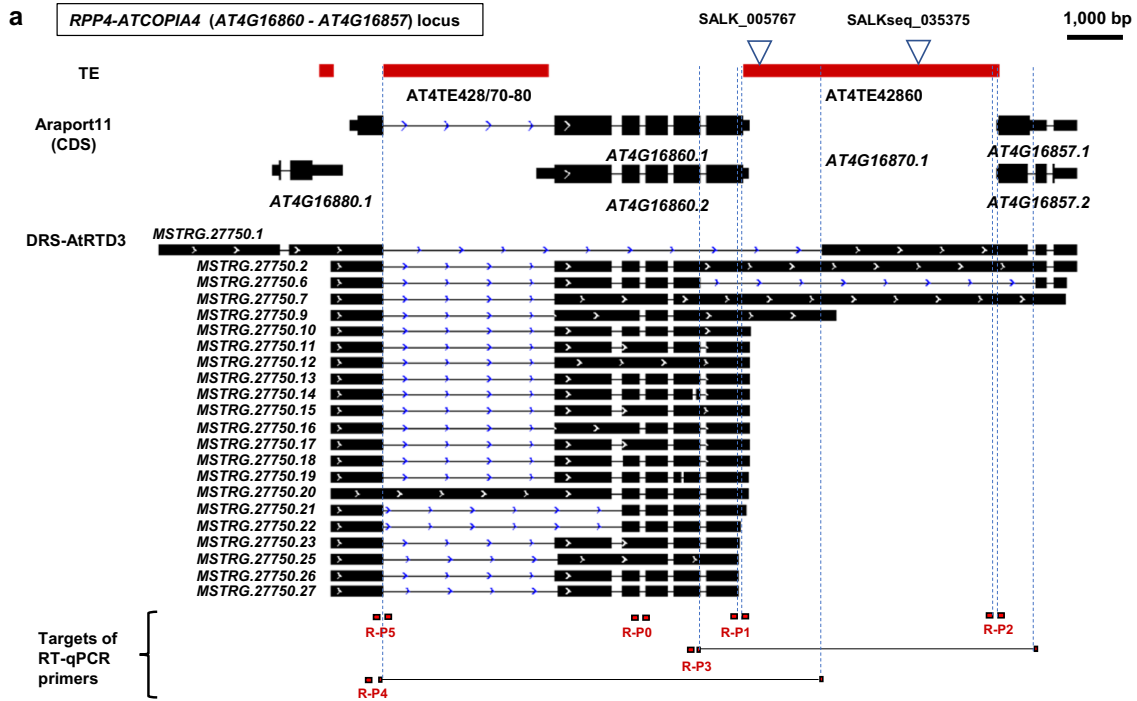 a
RPP4-ATCOPIA4 (AT4G16860 - AT4G16857) locus
SALK_005767
SALKseq_035375
1,000 bp
TE
AT4TE428/70-80
AT4TE42860
Araport11
(CDS)
AT4G16860.1
AT4G16870.1
AT4G16857.1
AT4G16880.1
AT4G16860.2
AT4G16857.2
DRS-AtRTD3
MSTRG.27750.1
MSTRG.27750.2
MSTRG.27750.6
MSTRG.27750.7
MSTRG.27750.9
MSTRG.27750.10
MSTRG.27750.11
MSTRG.27750.12
MSTRG.27750.13
MSTRG.27750.14
MSTRG.27750.15
MSTRG.27750.16
MSTRG.27750.17
MSTRG.27750.18
MSTRG.27750.19
MSTRG.27750.20
MSTRG.27750.21
MSTRG.27750.22
MSTRG.27750.23
MSTRG.27750.25
MSTRG.27750.26
MSTRG.27750.27
Targets of
RT-qPCR
primers
R-P5
R-P0
R-P1
R-P2
R-P3
R-P4